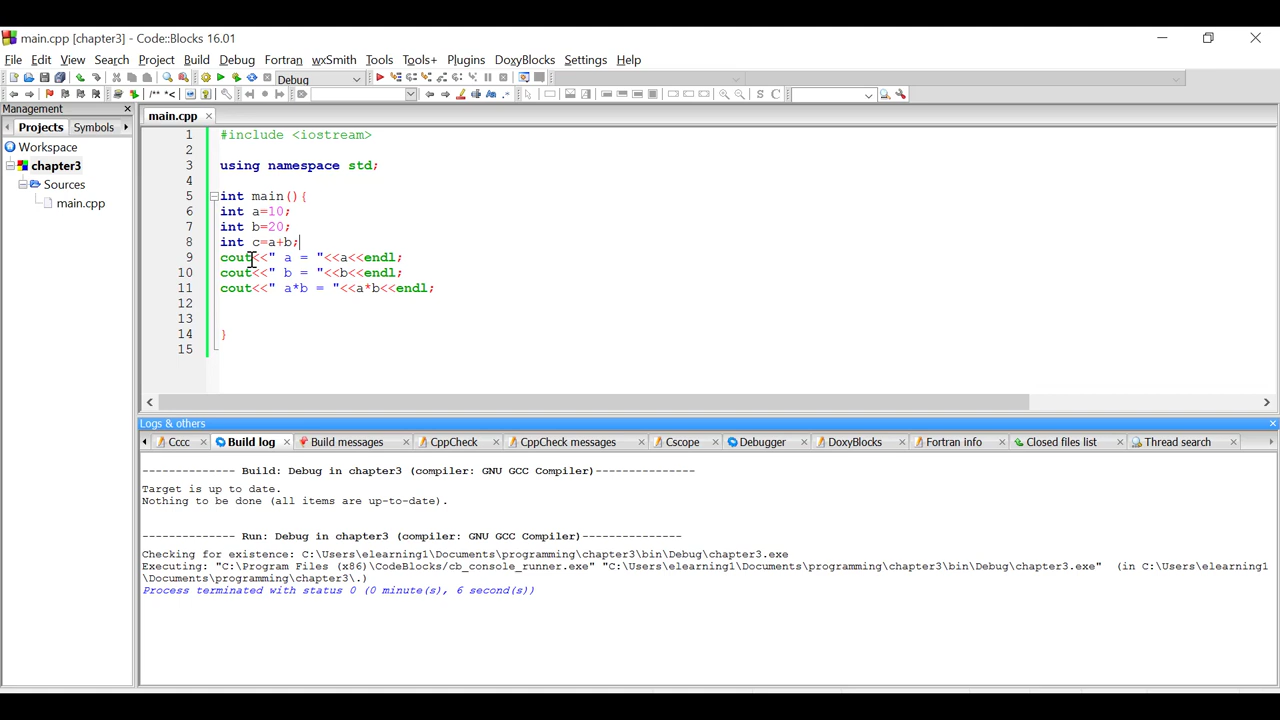 main.cpp [chapter3] - Code::Blocks 16.01
File Edit View Search Project Build Debug Fortran wxSmith Tools Tools+ Plugins DoxyBlocks Settings Help
Debug
/** *<
S C
Management
main.cpp
Projects Symbols
Workspace
chapter3
Sources
main.cpp
1 #include <iostream>
2
3 using namespace std;
4
5 int main(){
6 int a=10;
7 int b=20;
8 int c=a+b;
9 cout<<" a = "<<a<<endl;
10 cout<<" b = "<<b<<endl;
11 cout<<" a*b = "<<a*b<<endl;
12
13
14 }
15
Logs & others
Cccc Build log Build messages CppCheck CppCheck messages Cscope Debugger DoxyBlocks Fortran info Closed files list Thread search
-------------- Build: Debug in chapter3 (compiler: GNU GCC Compiler)---------------
Target is up to date.
Nothing to be done (all items are up-to-date).
-------------- Run: Debug in chapter3 (compiler: GNU GCC Compiler)---------------
Checking for existence: C:\Users\elearning1\Documents\programming\chapter3\bin\Debug\chapter3.exe
Executing: "C:\Program Files (x86)\CodeBlocks/cb_console_runner.exe" "C:\Users\elearning1\Documents\programming\chapter3\bin\Debug\chapter3.exe"  (in C:\Users\elearning1
\Documents\programming\chapter3\.)
Process terminated with status 0 (0 minute(s), 6 second(s))